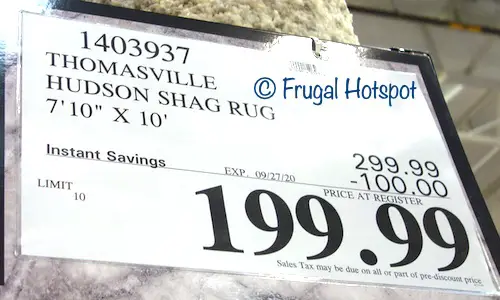 1403937
THOMASVILLE
HUDSON SHAG RUG
7'10" X 10'
© Frugal Hotspot
Instant Savings
EXP. 09/27/20
299.99
-100.00
PRICE AT REGISTER
LIMIT
10
199.99
Sales Tax may be due on all or part of pre-discount price